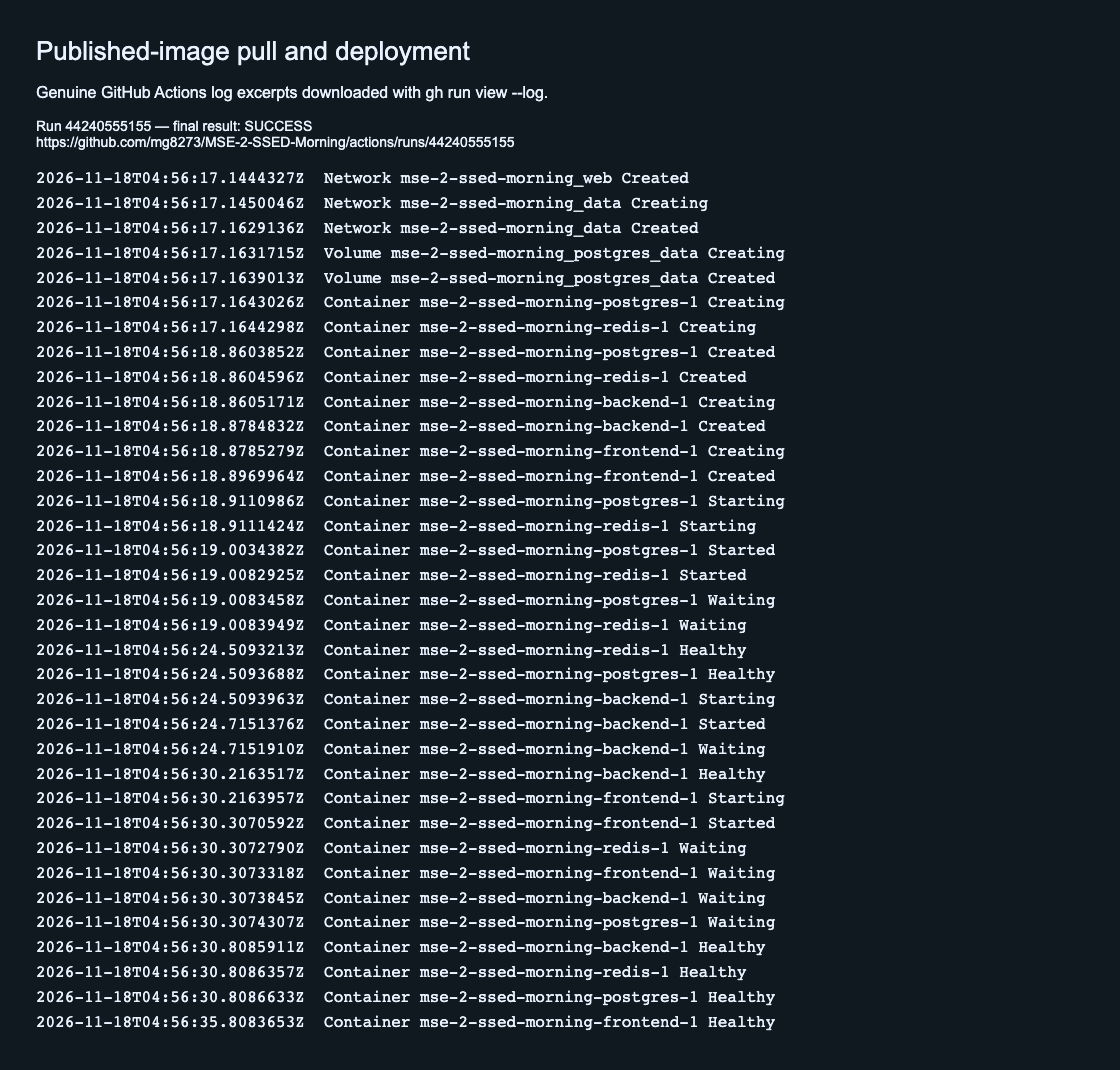 Published-image pull and deployment
Genuine GitHub Actions log excerpts downloaded with gh run view --log.
Run 44240555155 — final result: SUCCESS
https://github.com/mg8273/MSE-2-SSED-Morning/actions/runs/44240555155
2026-11-18T04:56:17.1444327Z  Network mse-2-ssed-morning_web Created
2026-11-18T04:56:17.1450046Z  Network mse-2-ssed-morning_data Creating
2026-11-18T04:56:17.1629136Z  Network mse-2-ssed-morning_data Created
2026-11-18T04:56:17.1631715Z  Volume mse-2-ssed-morning_postgres_data Creating
2026-11-18T04:56:17.1639013Z  Volume mse-2-ssed-morning_postgres_data Created
2026-11-18T04:56:17.1643026Z  Container mse-2-ssed-morning-postgres-1 Creating
2026-11-18T04:56:17.1644298Z  Container mse-2-ssed-morning-redis-1 Creating
2026-11-18T04:56:18.8603852Z  Container mse-2-ssed-morning-postgres-1 Created
2026-11-18T04:56:18.8604596Z  Container mse-2-ssed-morning-redis-1 Created
2026-11-18T04:56:18.8605171Z  Container mse-2-ssed-morning-backend-1 Creating
2026-11-18T04:56:18.8784832Z  Container mse-2-ssed-morning-backend-1 Created
2026-11-18T04:56:18.8785279Z  Container mse-2-ssed-morning-frontend-1 Creating
2026-11-18T04:56:18.8969964Z  Container mse-2-ssed-morning-frontend-1 Created
2026-11-18T04:56:18.9110986Z  Container mse-2-ssed-morning-postgres-1 Starting
2026-11-18T04:56:18.9111424Z  Container mse-2-ssed-morning-redis-1 Starting
2026-11-18T04:56:19.0034382Z  Container mse-2-ssed-morning-postgres-1 Started
2026-11-18T04:56:19.0082925Z  Container mse-2-ssed-morning-redis-1 Started
2026-11-18T04:56:19.0083458Z  Container mse-2-ssed-morning-postgres-1 Waiting
2026-11-18T04:56:19.0083949Z  Container mse-2-ssed-morning-redis-1 Waiting
2026-11-18T04:56:24.5093213Z  Container mse-2-ssed-morning-redis-1 Healthy
2026-11-18T04:56:24.5093688Z  Container mse-2-ssed-morning-postgres-1 Healthy
2026-11-18T04:56:24.5093963Z  Container mse-2-ssed-morning-backend-1 Starting
2026-11-18T04:56:24.7151376Z  Container mse-2-ssed-morning-backend-1 Started
2026-11-18T04:56:24.7151910Z  Container mse-2-ssed-morning-backend-1 Waiting
2026-11-18T04:56:30.2163517Z  Container mse-2-ssed-morning-backend-1 Healthy
2026-11-18T04:56:30.2163957Z  Container mse-2-ssed-morning-frontend-1 Starting
2026-11-18T04:56:30.3070592Z  Container mse-2-ssed-morning-frontend-1 Started
2026-11-18T04:56:30.3072790Z  Container mse-2-ssed-morning-redis-1 Waiting
2026-11-18T04:56:30.3073318Z  Container mse-2-ssed-morning-frontend-1 Waiting
2026-11-18T04:56:30.3073845Z  Container mse-2-ssed-morning-backend-1 Waiting
2026-11-18T04:56:30.3074307Z  Container mse-2-ssed-morning-postgres-1 Waiting
2026-11-18T04:56:30.8085911Z  Container mse-2-ssed-morning-backend-1 Healthy
2026-11-18T04:56:30.8086357Z  Container mse-2-ssed-morning-redis-1 Healthy
2026-11-18T04:56:30.8086633Z  Container mse-2-ssed-morning-postgres-1 Healthy
2026-11-18T04:56:35.8083653Z  Container mse-2-ssed-morning-frontend-1 Healthy